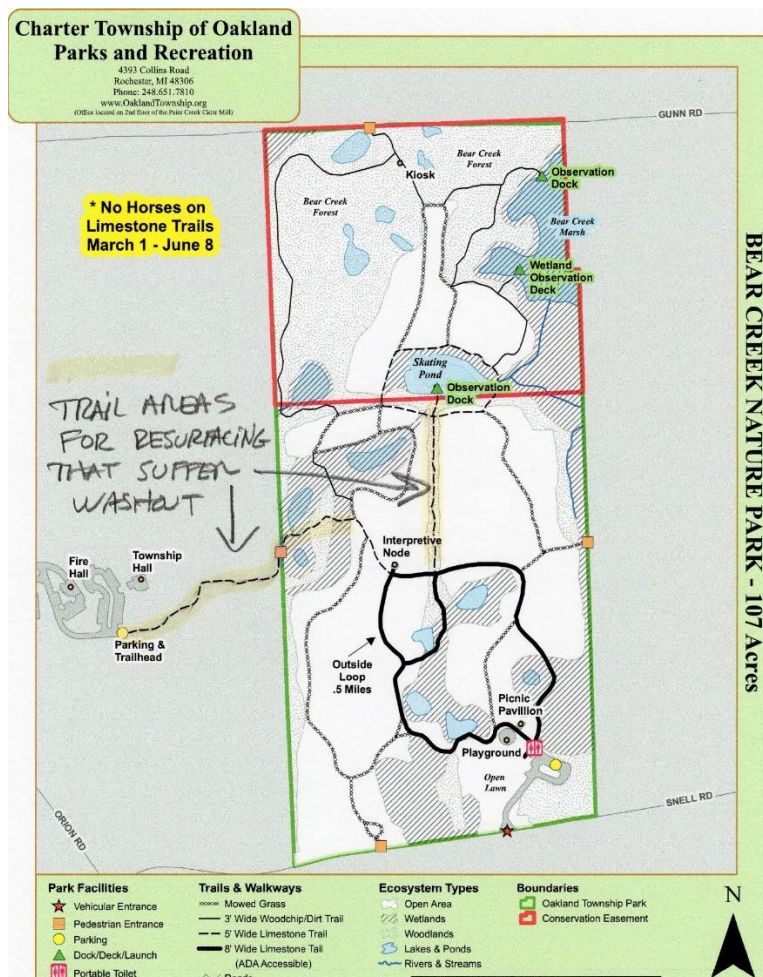 Charter Township of Oakland
Parks and Recreation
4393 Collins Road
Rochester, MI 48306
Phone: 248.651.7810
www.OaklandTownship.org
(Office located on 2nd floor of the Paint Creek Cider Mill)
GUNN RD
Kiosk
Bear Creek
Forest
Observation
Dock
* No Horses on
Limestone Trails
March 1 - June 8
Bear Creek
Forest
Bear Creek
Marsh
Wetland
Observation
Deck
BEAR CREEK NATURE PARK - 107 Acres
Skating
Pond
Observation
Dock
TRAIL AREAS
FOR RESURFACING
THAT SUFFER
WASHOUT
Interpretive
Node
Fire
Hall
Township
Hall
Parking &
Trailhead
Outside
Loop
.5 Miles
Picnic
Pavillion
Playground
Open
Lawn
ORION RD
SNELL RD
N
Park Facilities
Vehicular Entrance
Pedestrian Entrance
Parking
Dock/Deck/Launch
Portable Toilet
Trails & Walkways
Mowed Grass
3' Wide Woodchip/Dirt Trail
5' Wide Limestone Trail
8' Wide Limestone Tail
(ADA Accessible)
Roads
Ecosystem Types
Open Area
Wetlands
Woodlands
Lakes & Ponds
Rivers & Streams
Boundaries
Oakland Township Park
Conservation Easement